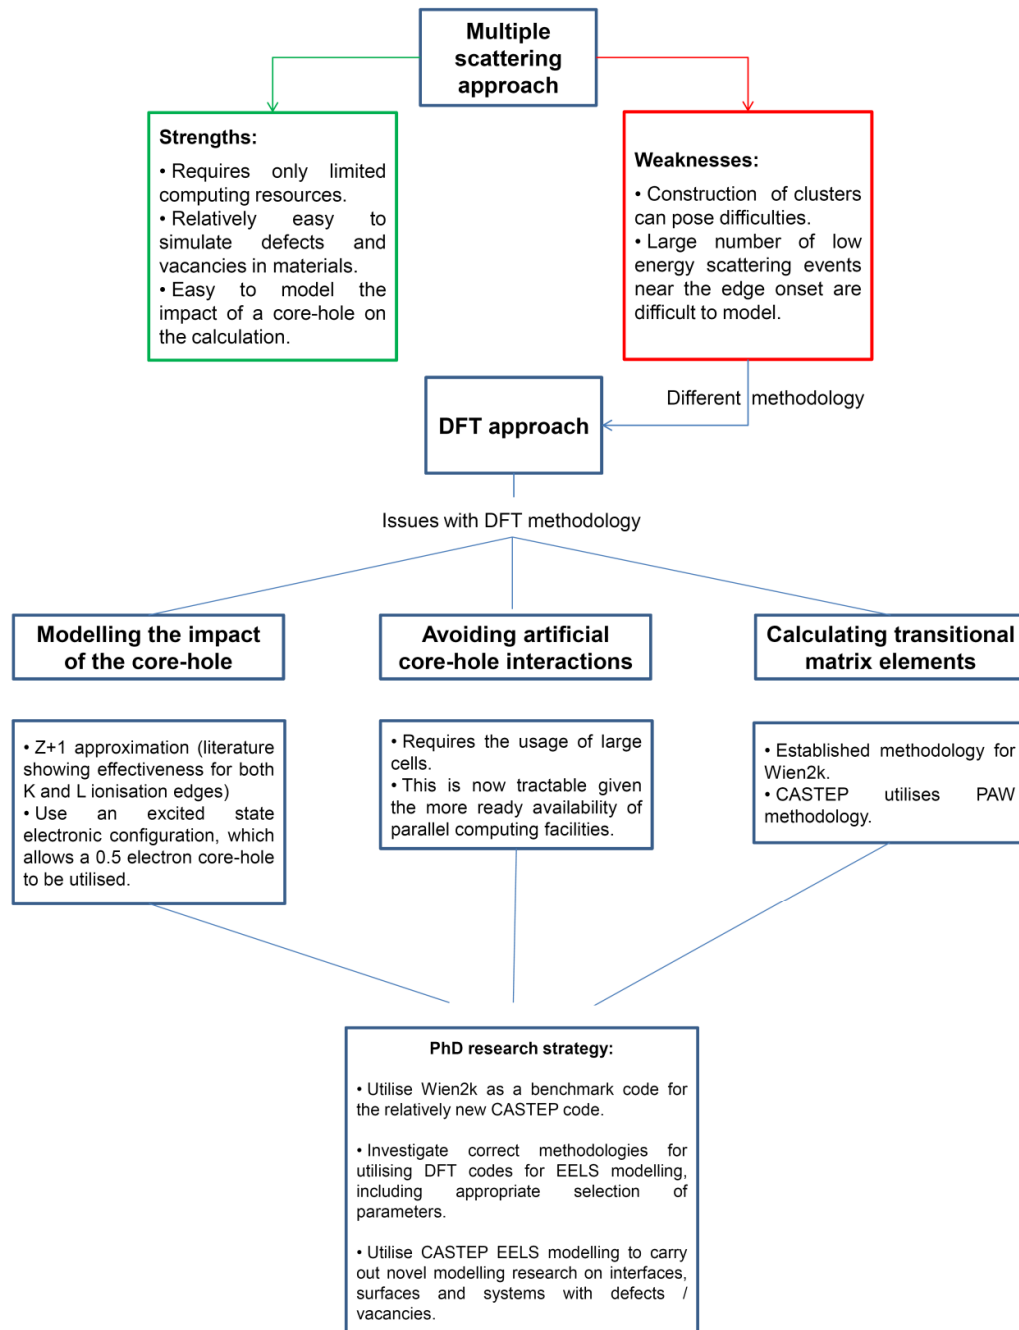 Multiple
scattering
approach
Strengths:
• Requires only limited
computing resources.
• Relatively easy to
simulate defects and
vacancies in materials.
• Easy to model the
impact of a core-hole on
the calculation.
Weaknesses:
• Construction of clusters
can pose difficulties.
• Large number of low
energy scattering events
near the edge onset are
difficult to model.
Different methodology
DFT approach
Issues with DFT methodology
Modelling the impact
of the core-hole
Avoiding artificial
core-hole interactions
Calculating transitional
matrix elements
• Z+1 approximation (literature
showing effectiveness for both
K and L ionisation edges)
• Use an excited state
electronic configuration, which
allows a 0.5 electron core-hole
to be utilised.
• Requires the usage of large
cells.
• This is now tractable given
the more ready availability of
parallel computing facilities.
• Established methodology for
Wien2k.
• CASTEP utilises PAW
methodology.
PhD research strategy:
• Utilise Wien2k as a benchmark code for
the relatively new CASTEP code.
• Investigate correct methodologies for
utilising DFT codes for EELS modelling,
including appropriate selection of
parameters.
• Utilise CASTEP EELS modelling to carry
out novel modelling research on interfaces,
surfaces and systems with defects /
vacancies.